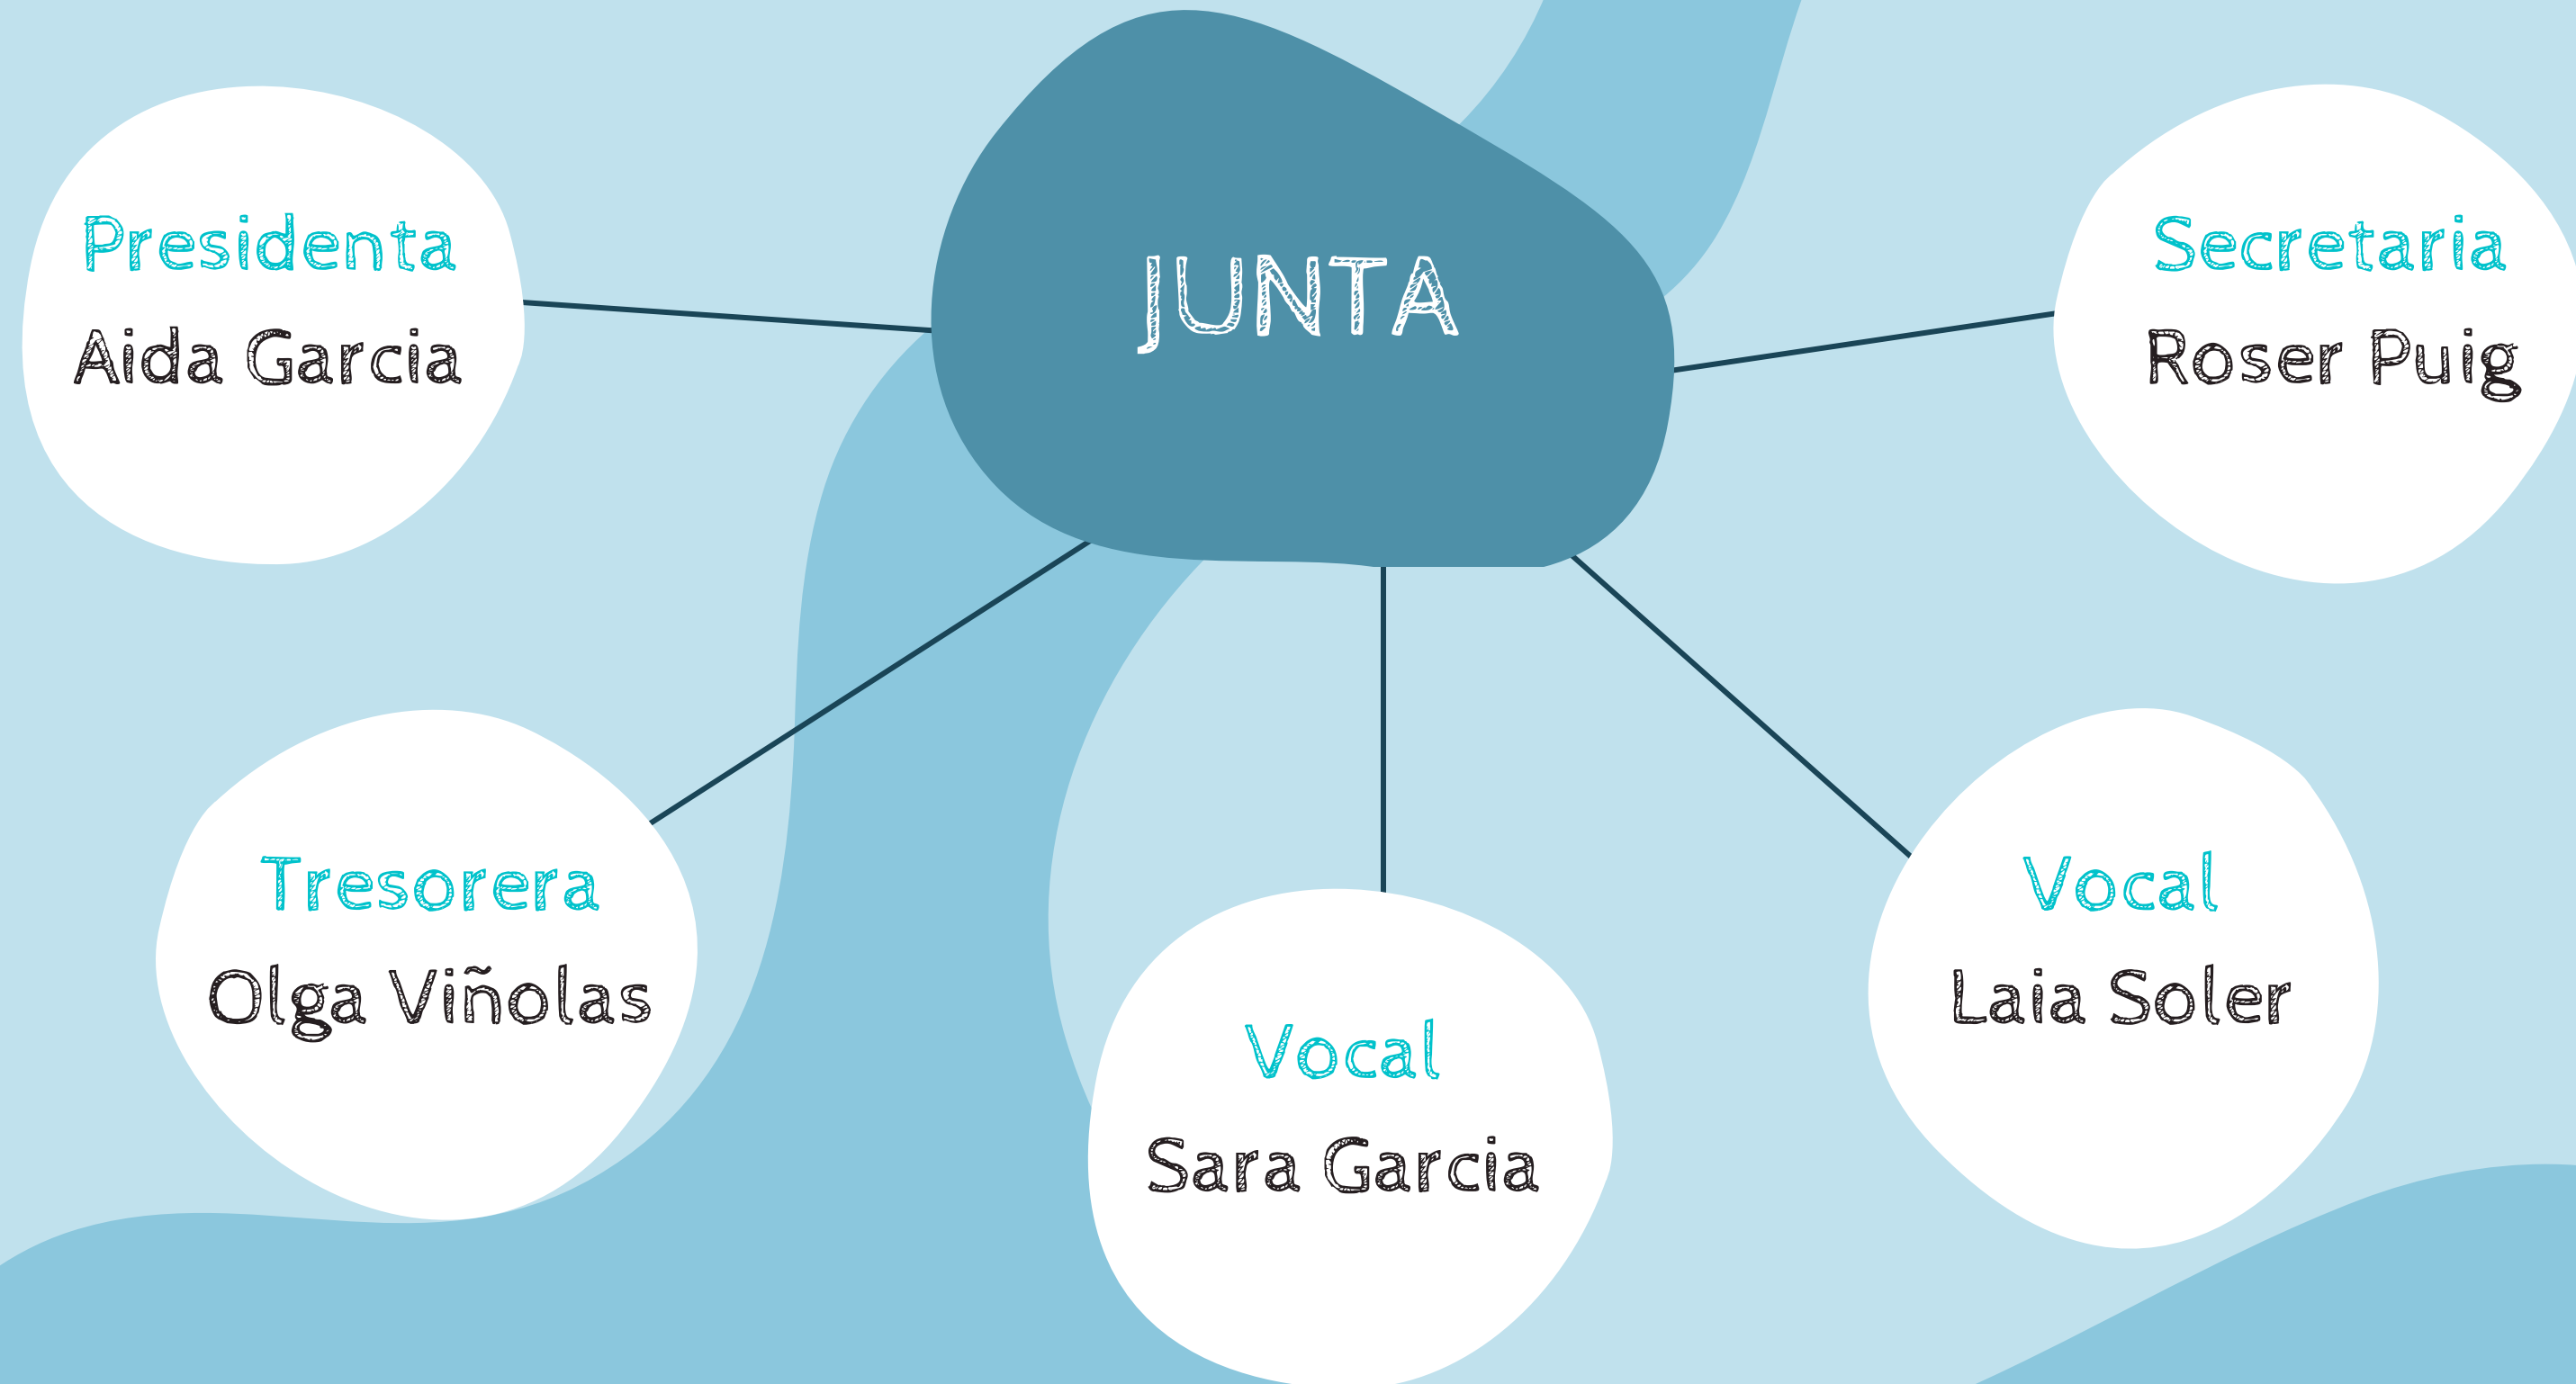 JUNTA
Presidenta
Aida Garcia
Secretaria
Roser Puig
Tresorera
Olga Viñolas
Vocal
Sara Garcia
Vocal
Laia Soler